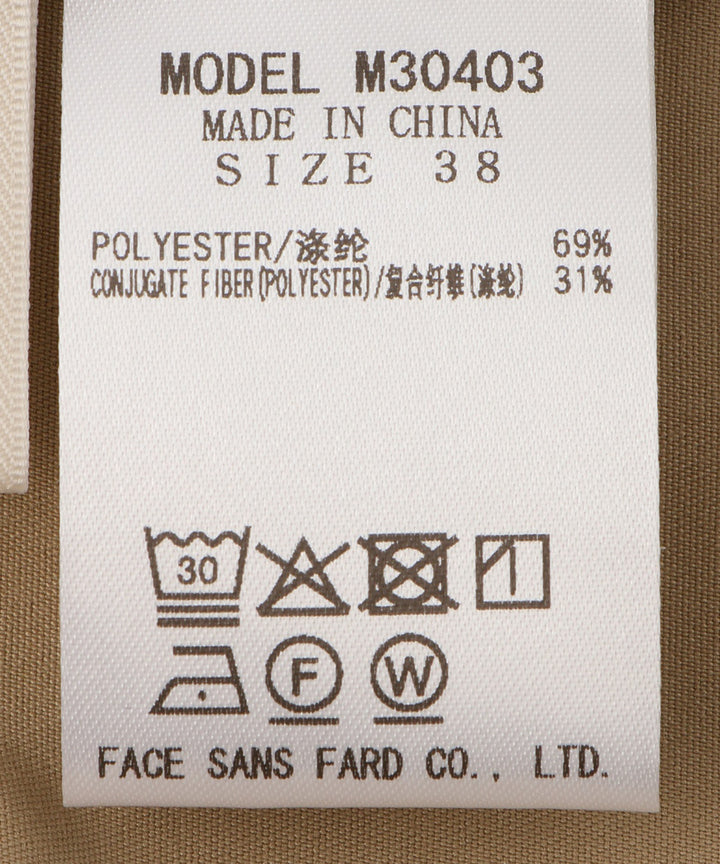 MODEL M30403
MADE IN CHINA
SIZE 38
POLYESTER/涤纶 69%
CONJUGATE FIBER(POLYESTER)/复合纤维(涤纶) 31%
30
F W
FACE SANS FARD CO., LTD.